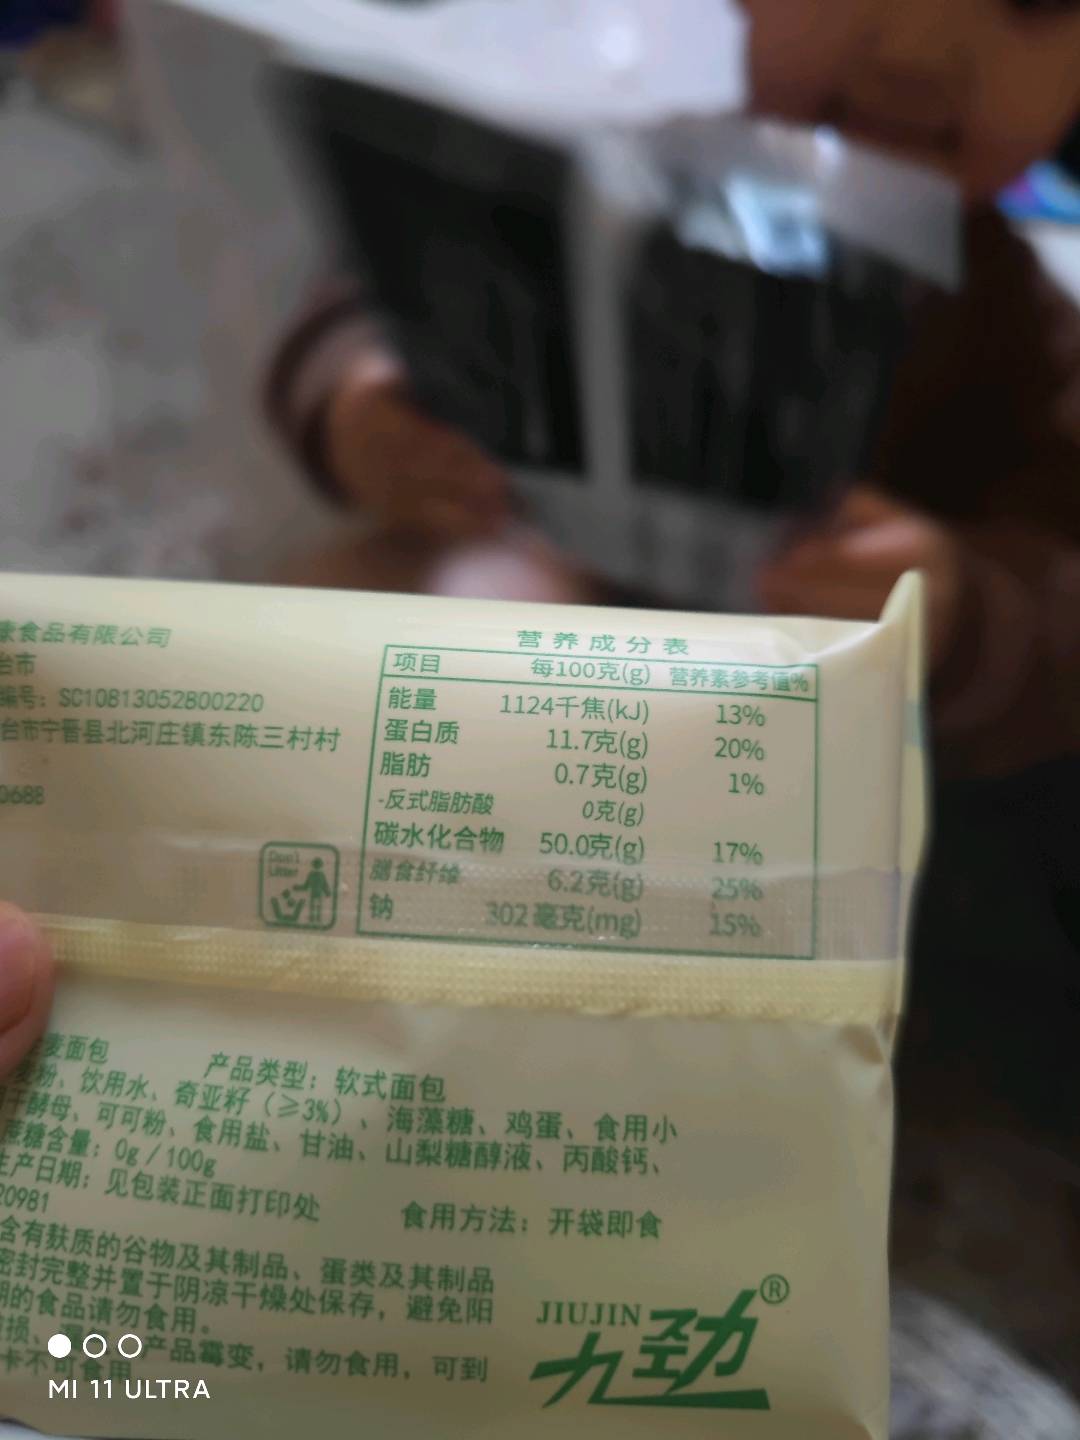 康食品有限公司
台市
编号：SC10813052800220
台市宁晋县北河庄镇东陈三村村
0688
Don't
Litter
营养成分表
项目 每100克(g) 营养素参考值%
能量 1124千焦(kJ) 13%
蛋白质 11.7克(g) 20%
脂肪 0.7克(g) 1%
-反式脂肪酸 0克(g)
碳水化合物 50.0克(g) 17%
膳食纤维 6.2克(g) 25%
钠 302毫克(mg) 15%
麦面包 产品类型：软式面包
麦粉、饮用水、奇亚籽（≥3%）、海藻糖、鸡蛋、食用小
干酵母、可可粉、食用盐、甘油、山梨糖醇液、丙酸钙、
蔗糖含量：0g/100g
生产日期：见包装正面打印处
20981 食用方法：开袋即食
含有麸质的谷物及其制品、蛋类及其制品
密封完整并置于阴凉干燥处保存，避免阳
期的食品请勿食用。
损、 产品霉变，请勿食用，可到
卡不可食用
JIUJIN
九劲®
MI 11 ULTRA